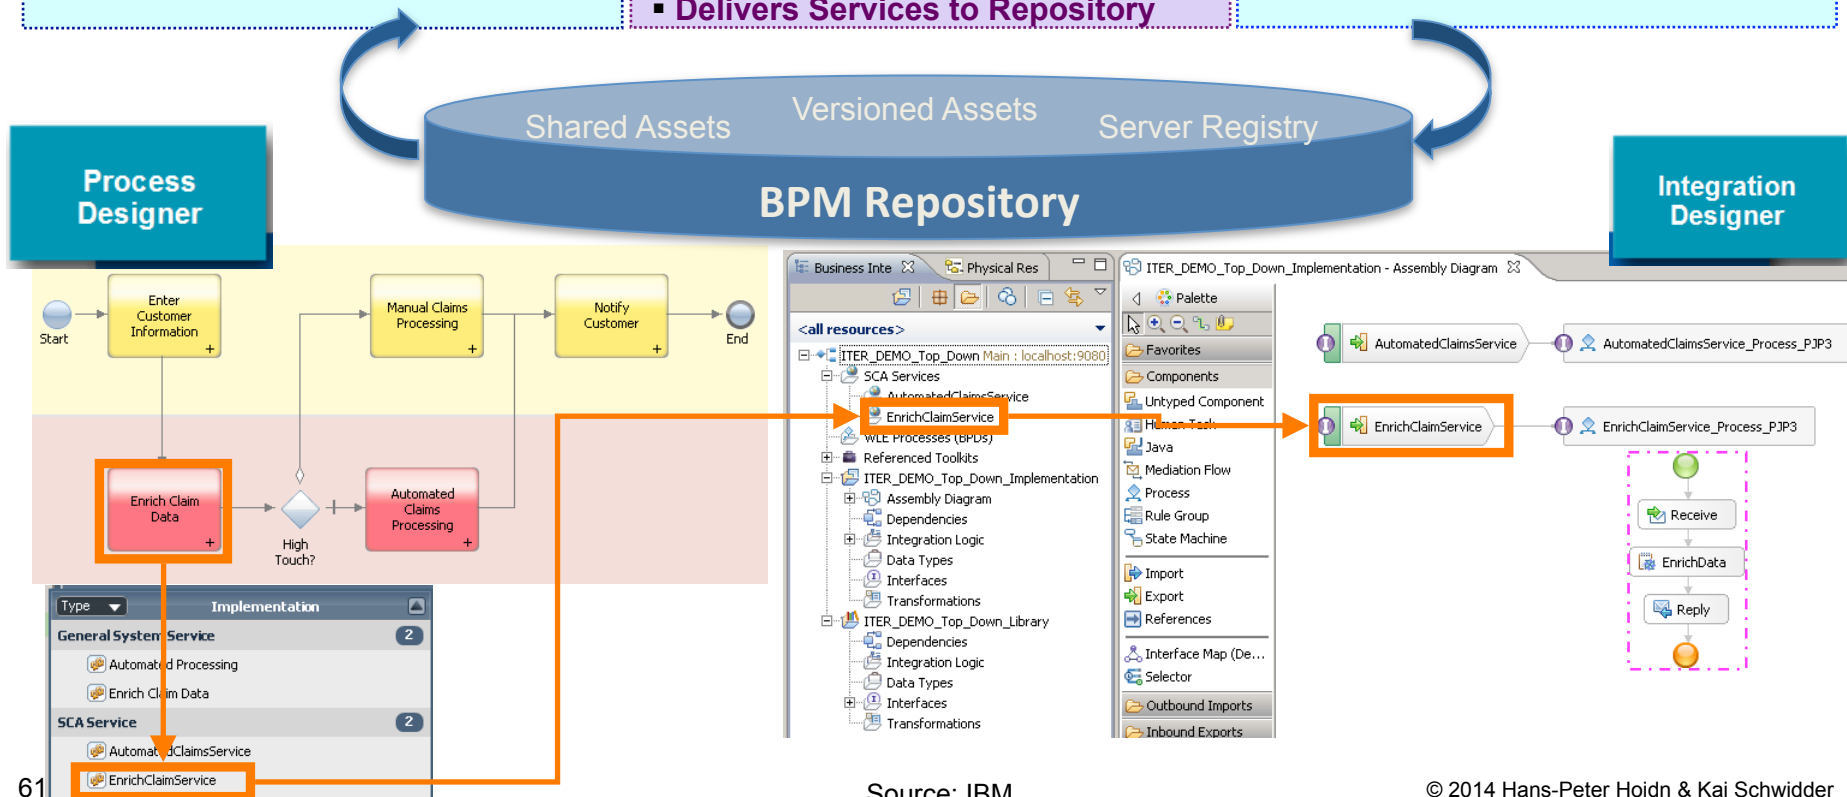 ▪ Delivers Services to Repository
Shared Assets
Versioned Assets
Server Registry
BPM Repository
Process
Designer
Integration
Designer
Start
Enter
Customer
Information
Manual Claims
Processing
Notify
Customer
End
Enrich Claim
Data
High
Touch?
Automated
Claims
Processing
Type
Implementation
General System Service
2
Automated Processing
Enrich Claim Data
SCA Service
2
AutomatedClaimsService
EnrichClaimService
Business Inte
Physical Res
<all resources>
ITER_DEMO_Top_Down Main : localhost:9080
SCA Services
AutomatedClaimsService
EnrichClaimService
WLE Processes (BPDs)
Referenced Toolkits
ITER_DEMO_Top_Down_Implementation
Assembly Diagram
Dependencies
Integration Logic
Data Types
Interfaces
Transformations
ITER_DEMO_Top_Down_Library
Dependencies
Integration Logic
Data Types
Interfaces
Transformations
ITER_DEMO_Top_Down_Implementation - Assembly Diagram
Palette
Favorites
Components
Untyped Component
Human Task
Java
Mediation Flow
Process
Rule Group
State Machine
Import
Export
References
Interface Map (De...
Selector
Outbound Imports
Inbound Exports
AutomatedClaimsService
AutomatedClaimsService_Process_PJP3
EnrichClaimService
EnrichClaimService_Process_PJP3
Receive
EnrichData
Reply
61
Source: IBM
© 2014 Hans-Peter Hoidn & Kai Schwidder